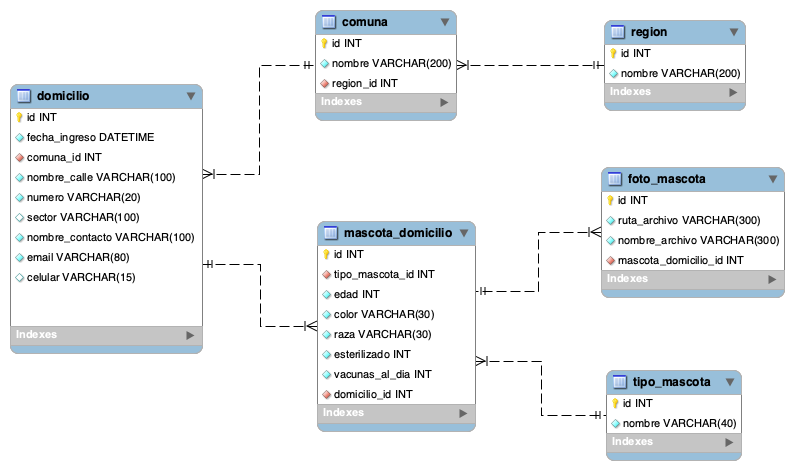 comuna
id INT
nombre VARCHAR(200)
region_id INT
Indexes
region
id INT
nombre VARCHAR(200)
Indexes
domicilio
id INT
fecha_ingreso DATETIME
comuna_id INT
nombre_calle VARCHAR(100)
numero VARCHAR(20)
sector VARCHAR(100)
nombre_contacto VARCHAR(100)
email VARCHAR(80)
celular VARCHAR(15)
Indexes
mascota_domicilio
id INT
tipo_mascota_id INT
edad INT
color VARCHAR(30)
raza VARCHAR(30)
esterilizado INT
vacunas_al_dia INT
domicilio_id INT
Indexes
foto_mascota
id INT
ruta_archivo VARCHAR(300)
nombre_archivo VARCHAR(300)
mascota_domicilio_id INT
Indexes
tipo_mascota
id INT
nombre VARCHAR(40)
Indexes